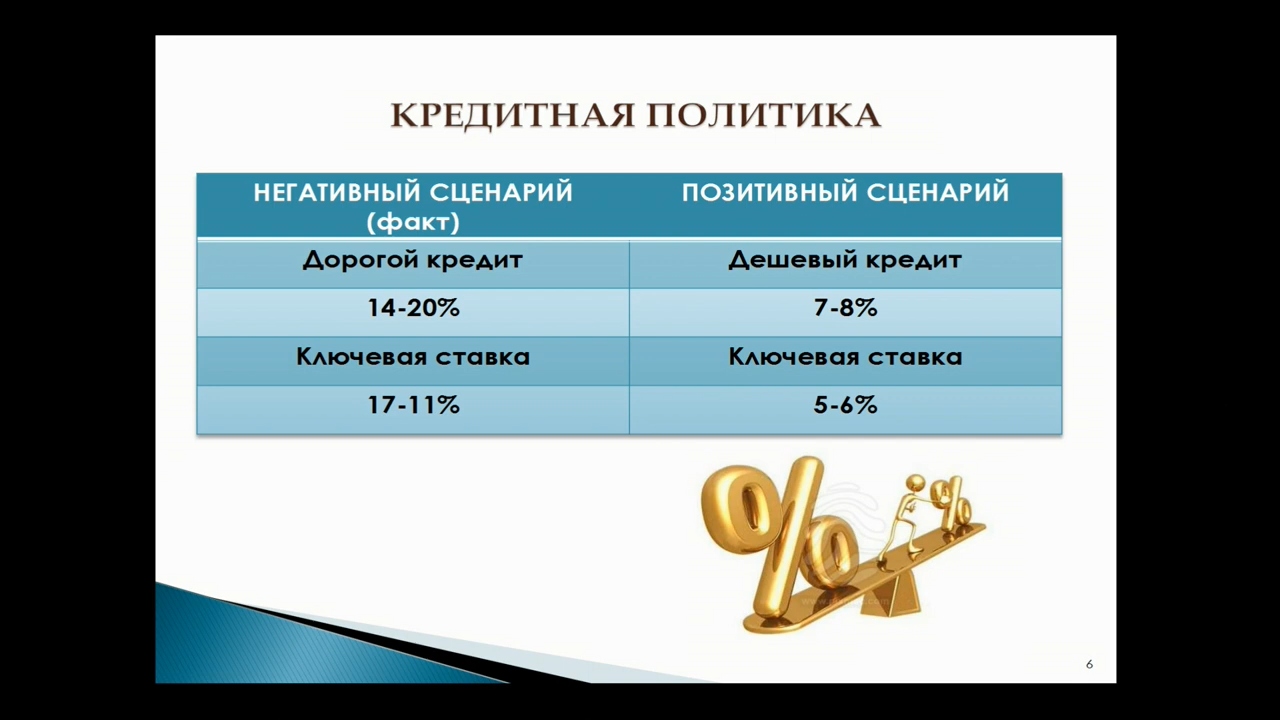 КРЕДИТНАЯ ПОЛИТИКА
НЕГАТИВНЫЙ СЦЕНАРИЙ ПОЗИТИВНЫЙ СЦЕНАРИЙ
(факт)
Дорогой кредит Дешевый кредит
14-20% 7-8%
Ключевая ставка Ключевая ставка
17-11% 5-6%
% %
6